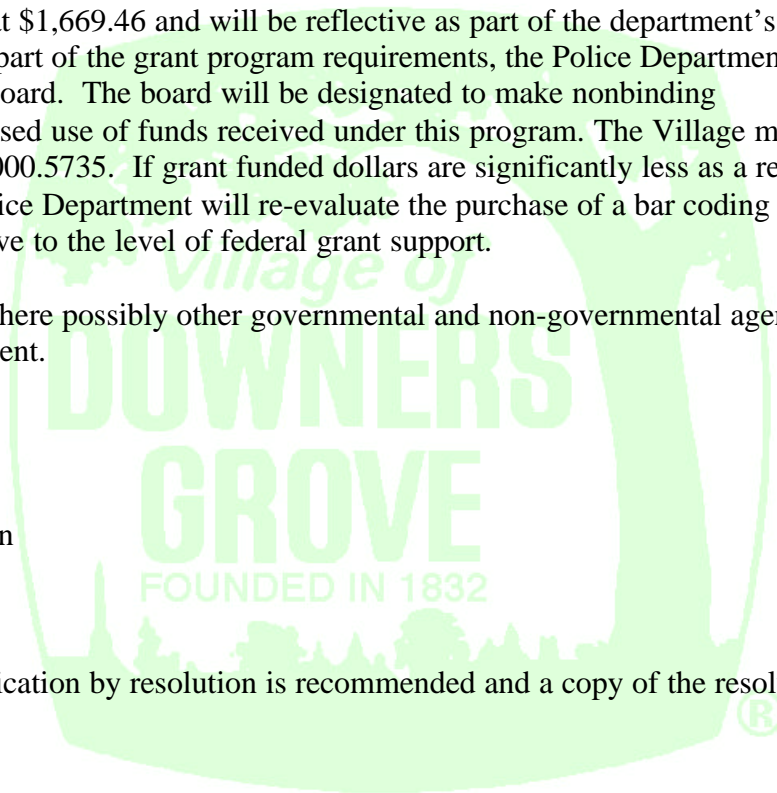 at $1,669.46 and will be reflective as part of the department’s
part of the grant program requirements, the Police Departmen
oard. The board will be designated to make nonbinding
sed use of funds received under this program. The Village m
000.5735. If grant funded dollars are significantly less as a re
ice Department will re-evaluate the purchase of a bar coding
ve to the level of federal grant support.
Village of
here possibly other governmental and non-governmental agen
ent.
DOWNERS
GROVE
n
FOUNDED IN 1832
ication by resolution is recommended and a copy of the resol
®